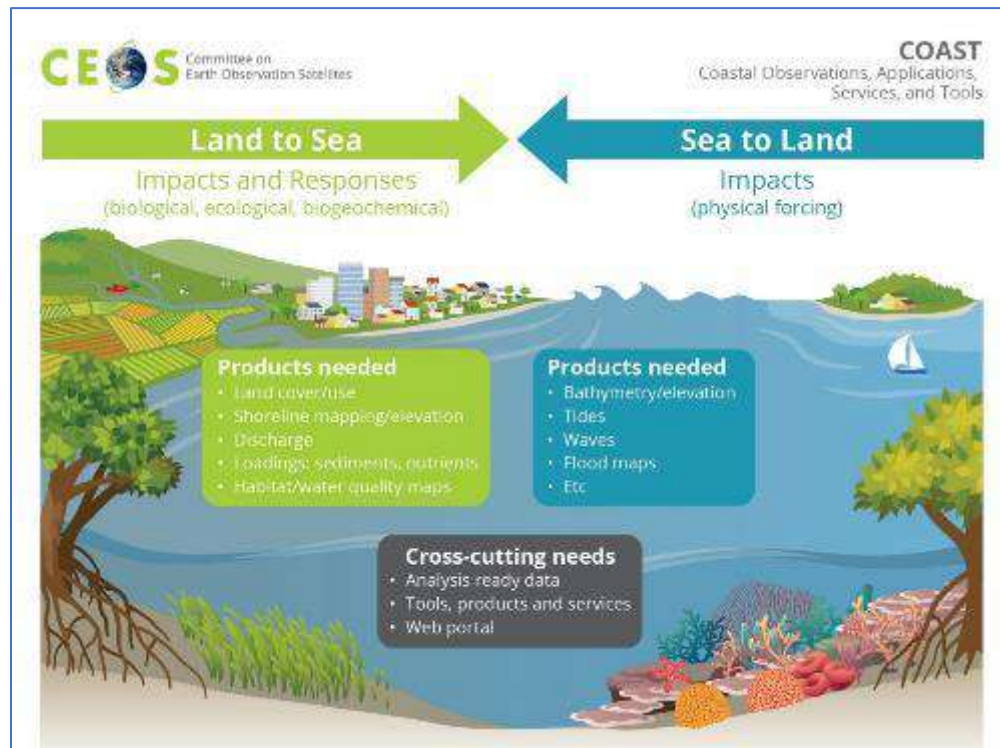 CEOS
Committee on
Earth Observation Satellites
COAST
Coastal Observations, Applications,
Services, and Tools
Land to Sea
Sea to Land
Impacts and Responses
(biological, ecological, biogeochemical)
Impacts
(physical forcing)
Products needed
• Land cover/use
• Shoreline mapping/elevation
• Discharge
• Loadings: sediments, nutrients
• Habitat/water quality maps
Products needed
• Bathymetry/elevation
• Tides
• Waves
• Flood maps
• Etc
Cross-cutting needs
• Analysis ready data
• Tools, products and services
• Web portal